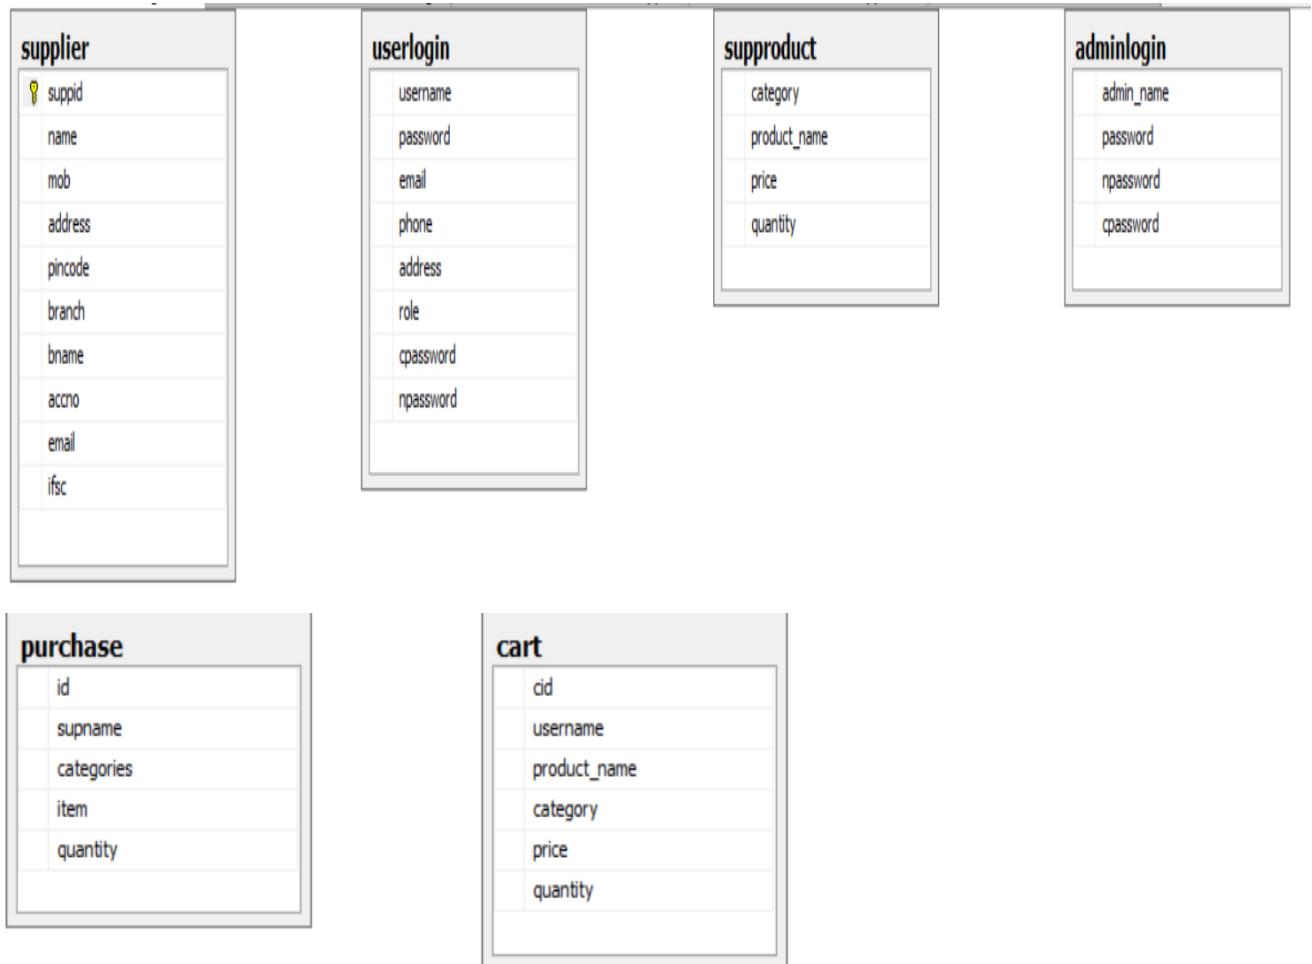 supplier
suppid
name
mob
address
pincode
branch
bname
accno
email
ifsc
userlogin
username
password
email
phone
address
role
cpassword
npassword
supproduct
category
product_name
price
quantity
adminlogin
admin_name
password
npassword
cpassword
purchase
id
supname
categories
item
quantity
cart
cid
username
product_name
category
price
quantity